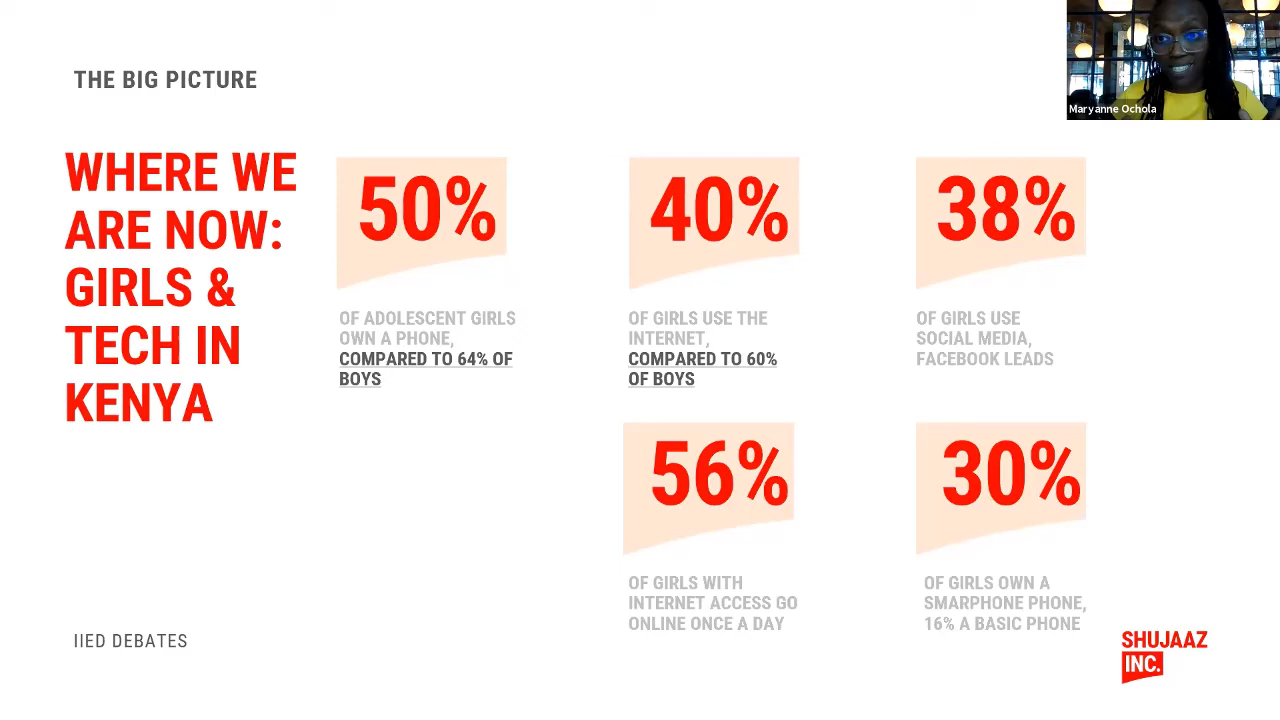 THE BIG PICTURE
Maryanne Ochola
WHERE WE
ARE NOW:
GIRLS &
TECH IN
KENYA
50%
OF ADOLESCENT GIRLS
OWN A PHONE,
COMPARED TO 64% OF
BOYS
40%
OF GIRLS USE THE
INTERNET,
COMPARED TO 60%
OF BOYS
38%
OF GIRLS USE
SOCIAL MEDIA,
FACEBOOK LEADS
56%
OF GIRLS WITH
INTERNET ACCESS GO
ONLINE ONCE A DAY
30%
OF GIRLS OWN A
SMARPHONE PHONE,
16% A BASIC PHONE
IIED DEBATES
SHUJAAZ
INC.